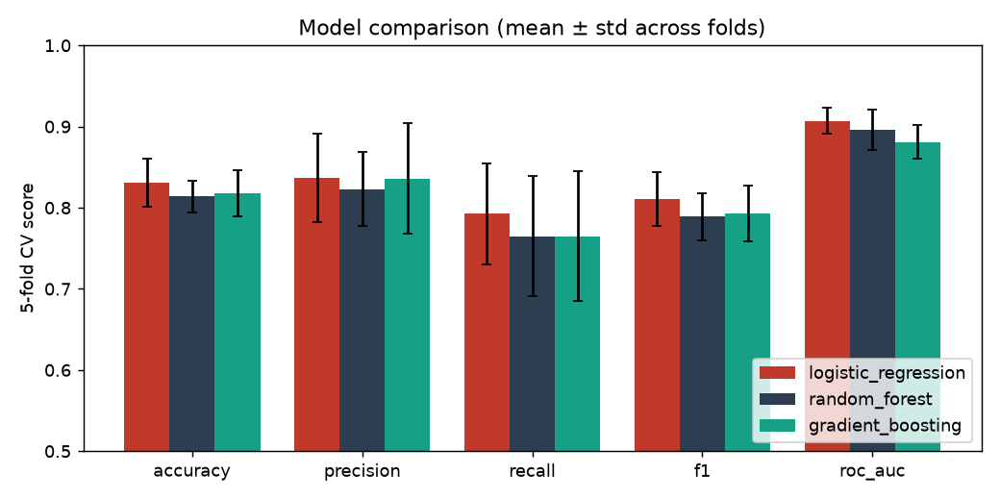 Model comparison (mean ± std across folds)
5-fold CV score
1.0
0.9
0.8
0.7
0.6
0.5
accuracy
precision
recall
f1
roc_auc
logistic_regression
random_forest
gradient_boosting